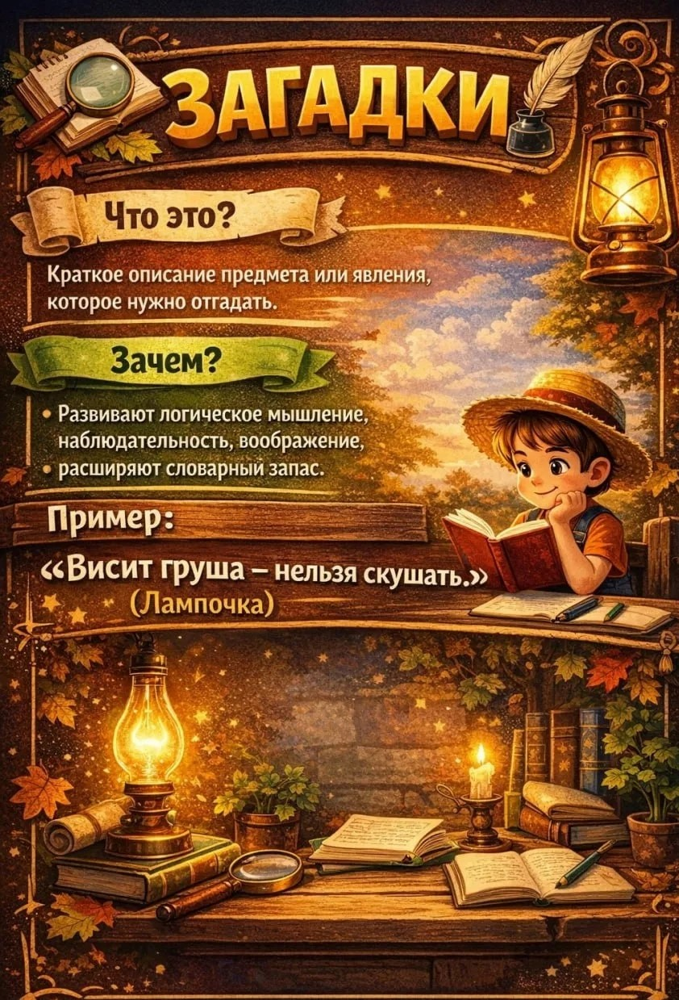 ЗАГАДКИ
Что это?
Краткое описание предмета или явления,
которое нужно отгадать.
Зачем?
• Развивают логическое мышление,
наблюдательность, воображение,
• расширяют словарный запас.
Пример:
«Висит груша – нельзя скушать.»
(Лампочка)